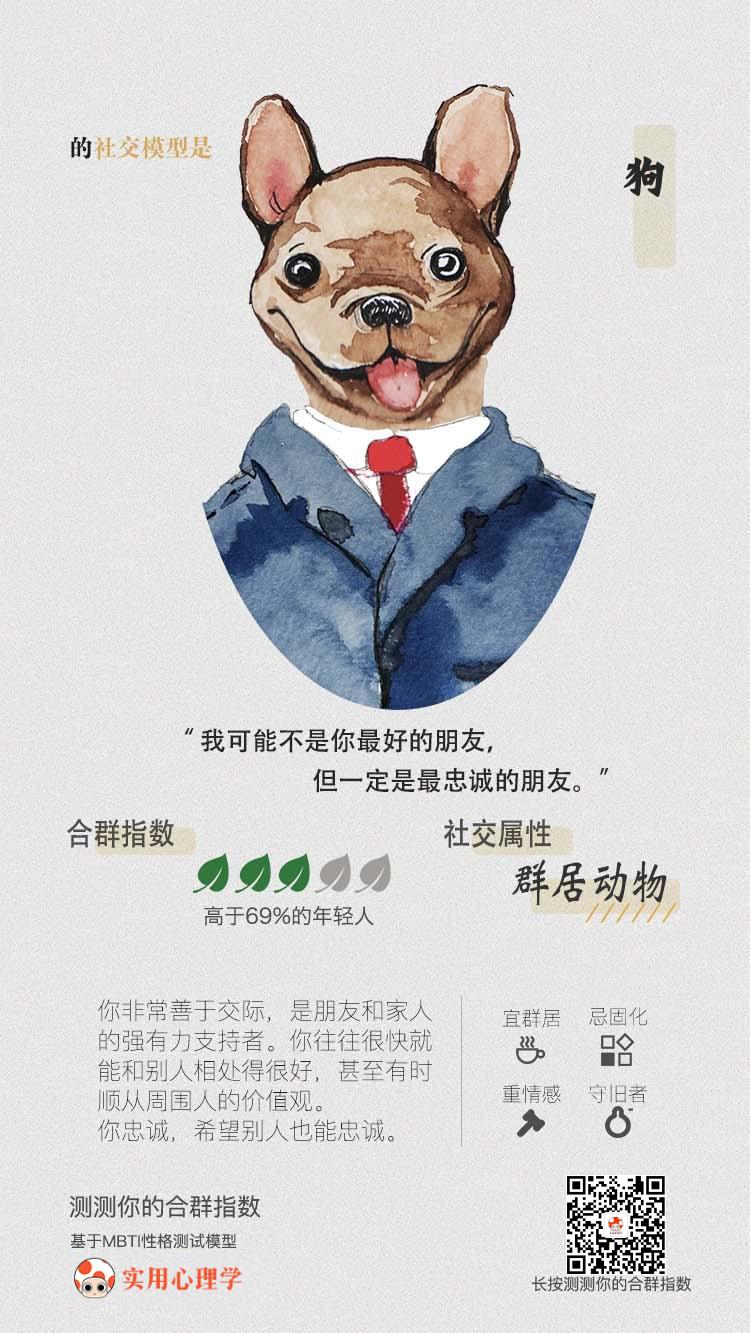 的社交模型是
狗
“我可能不是你最好的朋友，
但一定是最忠诚的朋友。”
合群指数
高于69%的年轻人
社交属性
群居动物
你非常善于交际，是朋友和家人
的强有力支持者。你往往很快就
能和别人相处得很好，甚至有时
顺从周围人的价值观。
你忠诚，希望别人也能忠诚。
宜群居 忌固化
重情感 守旧者
测测你的合群指数
基于MBTI性格测试模型
实用心理学
长按测测你的合群指数